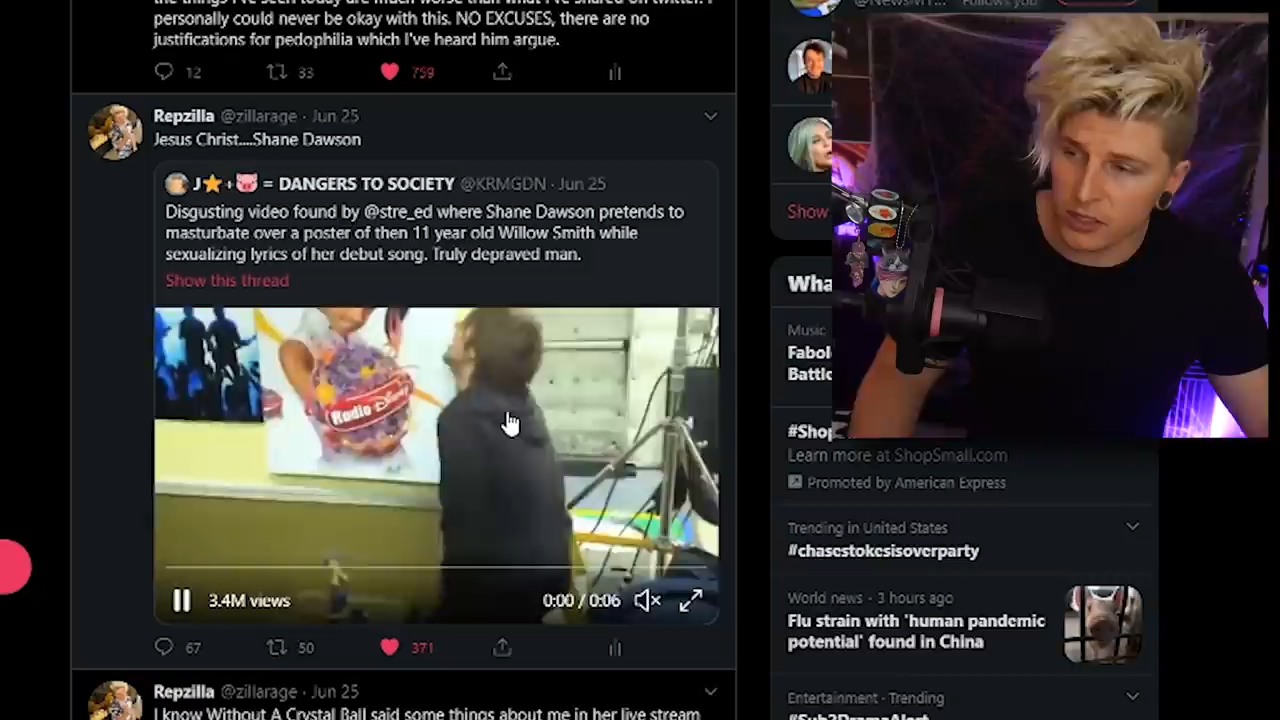 the things I've seen today are much worse than what I've shared on twitter. I
personally could never be okay with this. NO EXCUSES, there are no
justifications for pedophilia which I've heard him argue.
12 33 759
Repzilla @zillarage · Jun 25
Jesus Christ....Shane Dawson
J⭐+🐷 = DANGERS TO SOCIETY @KRMGDN · Jun 25
Disgusting video found by @stre_ed where Shane Dawson pretends to
masturbate over a poster of then 11 year old Willow Smith while
sexualizing lyrics of her debut song. Truly depraved man.
Show this thread
Radio Disney
3.4M views 0:00 / 0:06
67 50 371
Repzilla @zillarage · Jun 25
I know Without A Crystal Ball said some things about me in her live stream
Follows you
Show
Wha
Music
Fabol
Battle
#Shop
Learn more at ShopSmall.com
Promoted by American Express
Trending in United States
#chasestokesisoverparty
World news · 3 hours ago
Flu strain with 'human pandemic
potential' found in China
Entertainment · Trending